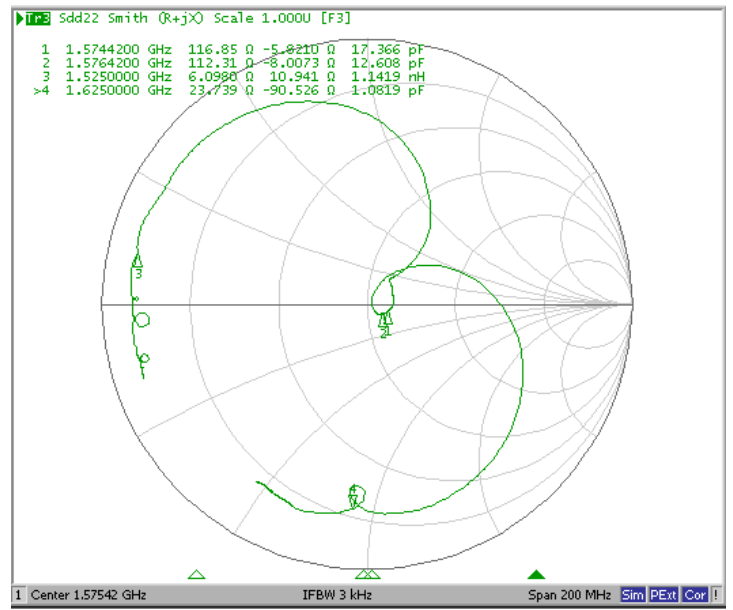 Tr3 Sdd22 Smith (R+jX) Scale 1.000U [F3]
1 1.5744200 GHz 116.85 Ω -5.8210 Ω 17.366 pF
2 1.5764200 GHz 112.31 Ω -8.0073 Ω 12.608 pF
3 1.5250000 GHz 6.0980 Ω 10.941 Ω 1.1419 nH
>4 1.6250000 GHz 23.739 Ω -90.526 Ω 1.0819 pF
3
2 1
4
1 Center 1.57542 GHz IFBW 3 kHz Span 200 MHz Sim PExt Cor !